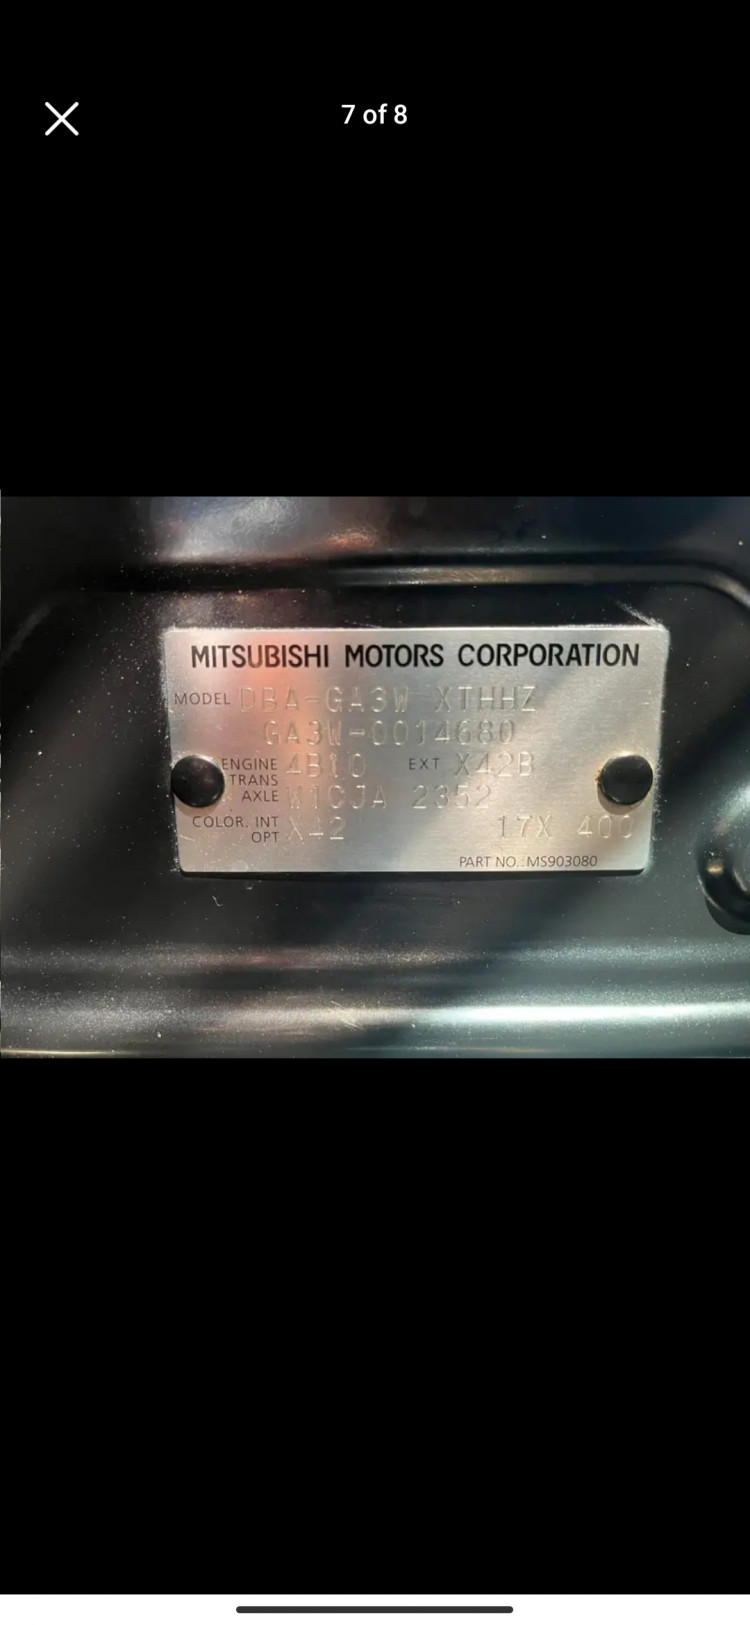 7 of 8
MITSUBISHI MOTORS CORPORATION
MODEL DBA-GA3W XTHHZ
GA3W-0014680
ENGINE 4B10 EXT X42B
TRANS
AXLE W1CJA 2352
COLOR. INT X42 17X 400
OPT
PART NO.: MS903080